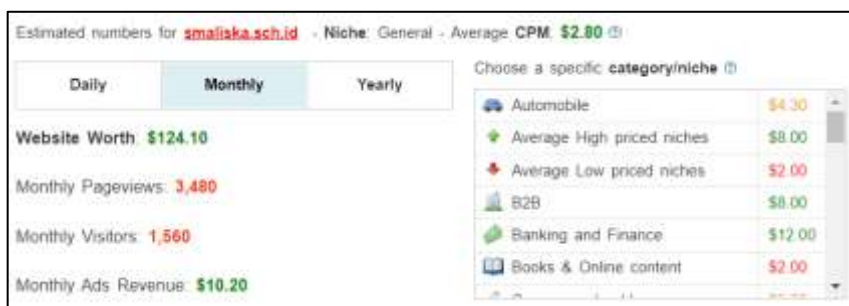 Estimated numbers for smaliska.sch.id - Niche: General - Average CPM: $2.80
Daily
Monthly
Yearly
Website Worth: $124.10
Monthly Pageviews: 3,480
Monthly Visitors: 1,560
Monthly Ads Revenue: $10.20
Choose a specific category/niche
Automobile $4.30
Average High priced niches $8.00
Average Low priced niches $2.00
B2B $8.00
Banking and Finance $12.00
Books & Online content $2.00